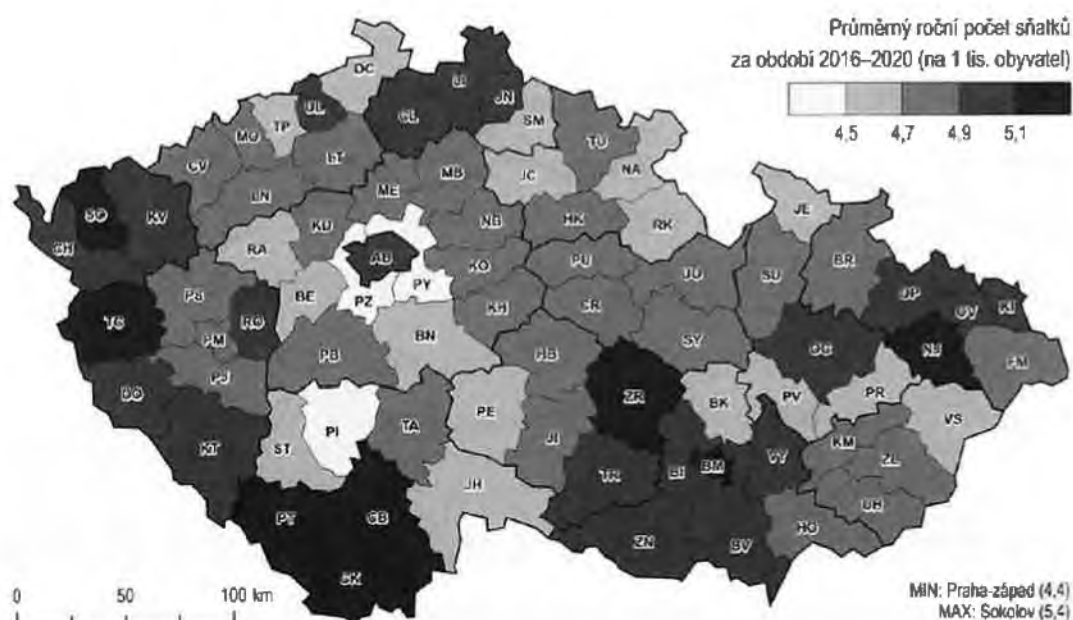 Průměrný roční počet sňatků
za období 2016–2020 (na 1 tis. obyvatel)
4,5 4,7 4,9 5,1
DC
LI
JN
UL
CL
TP
SM
MO
TU
LT
CV
NA
MB
JC
ME
LN
SO
KV
NB
HK
RK
KD
JE
CH
RA
AB
BR
KO
PU
SU
PY
UO
BE
PZ
PS
JP
KI
TC
RO
KH
CR
OV
BN
OC
NJ
PM
SY
PB
HB
FM
PJ
DO
ZR
PE
BK
PV
PR
VS
PI
TA
KT
ST
JI
KM
ZL
VY
BI
BM
TR
JH
UH
PT
CB
HO
ZN
BV
CK
0 50 100 km
MIN: Praha-západ (4,4)
MAX: Sokolov (5,4)